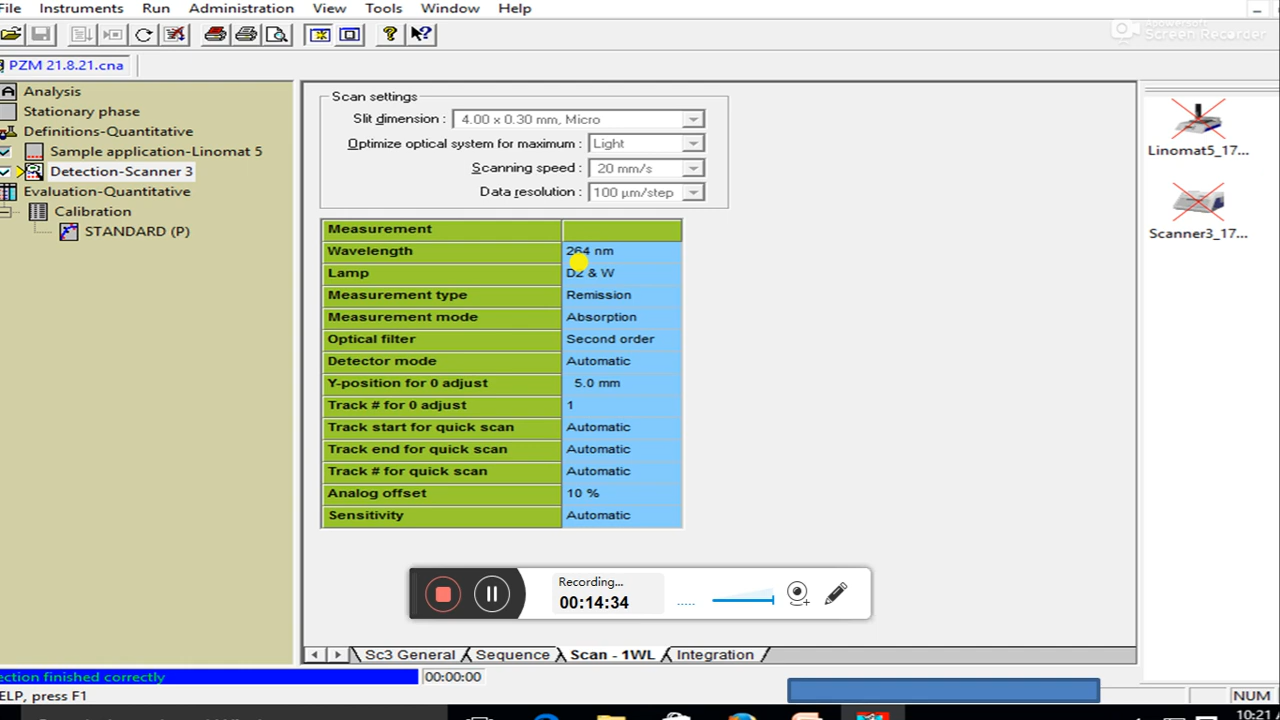 File Instruments Run Administration View Tools Window Help
PZM 21.8.21.cna
Analysis
Stationary phase
Definitions-Quantitative
Sample application-Linomat 5
Detection-Scanner 3
Evaluation-Quantitative
Calibration
STANDARD (P)
Scan settings
Slit dimension : 4.00 x 0.30 mm, Micro
Optimize optical system for maximum : Light
Scanning speed : 20 mm/s
Data resolution : 100 µm/step
Measurement
Wavelength 264 nm
Lamp D2 & W
Measurement type Remission
Measurement mode Absorption
Optical filter Second order
Detector mode Automatic
Y-position for 0 adjust 5.0 mm
Track # for 0 adjust 1
Track start for quick scan Automatic
Track end for quick scan Automatic
Track # for quick scan Automatic
Analog offset 10 %
Sensitivity Automatic
Screen Recorder
Linomat5_17...
Scanner3_17...
Recording...
00:14:34
Sc3 General Sequence Scan - 1WL Integration
ection finished correctly 00:00:00
ELP, press F1 NUM
10:21